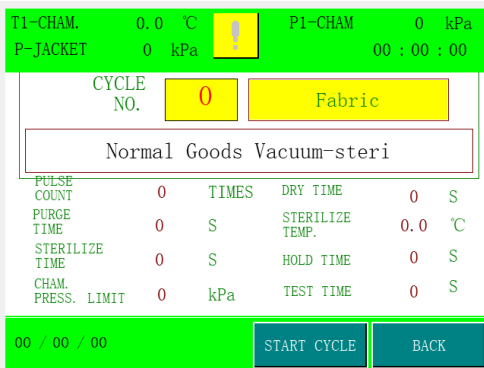 T1-CHAM. 0.0 ℃ ! P1-CHAM 0 kPa
P-JACKET 0 kPa 00 : 00 : 00
CYCLE
NO. 0 Fabric
Normal Goods Vacuum-steri
PULSE
COUNT 0 TIMES DRY TIME 0 S
PURGE
TIME 0 S STERILIZE
TEMP. 0.0 ℃
STERILIZE
TIME 0 S HOLD TIME 0 S
CHAM.
PRESS. LIMIT 0 kPa TEST TIME 0 S
00 / 00 / 00 START CYCLE BACK